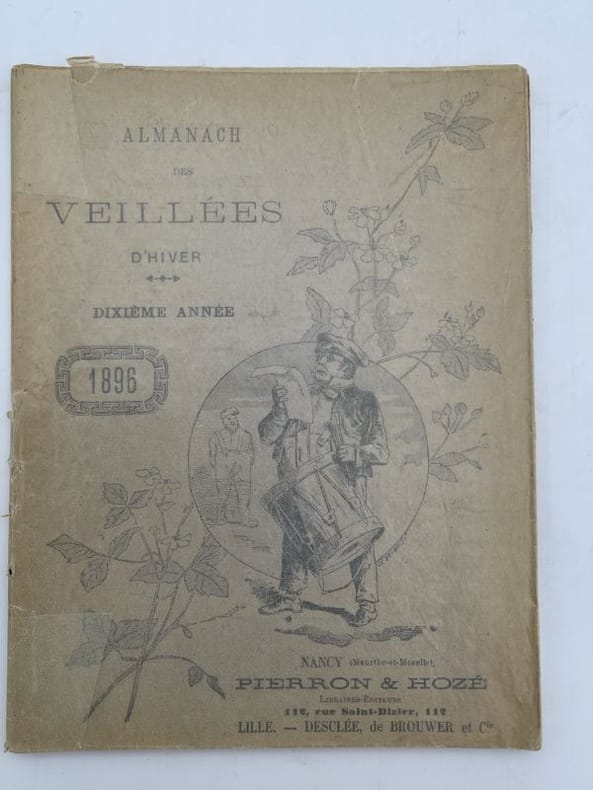 ALMANACH
DES
VEILLÉES
D'HIVER
DIXIÈME ANNÉE
1896
NANCY (Meurthe-et-Moselle),
PIERRON & HOZÉ
LIBRAIRES-ÉDITEURS
112, rue Saint-Dizier, 112
LILLE. — DESCLÉE, de BROUWER et Cie